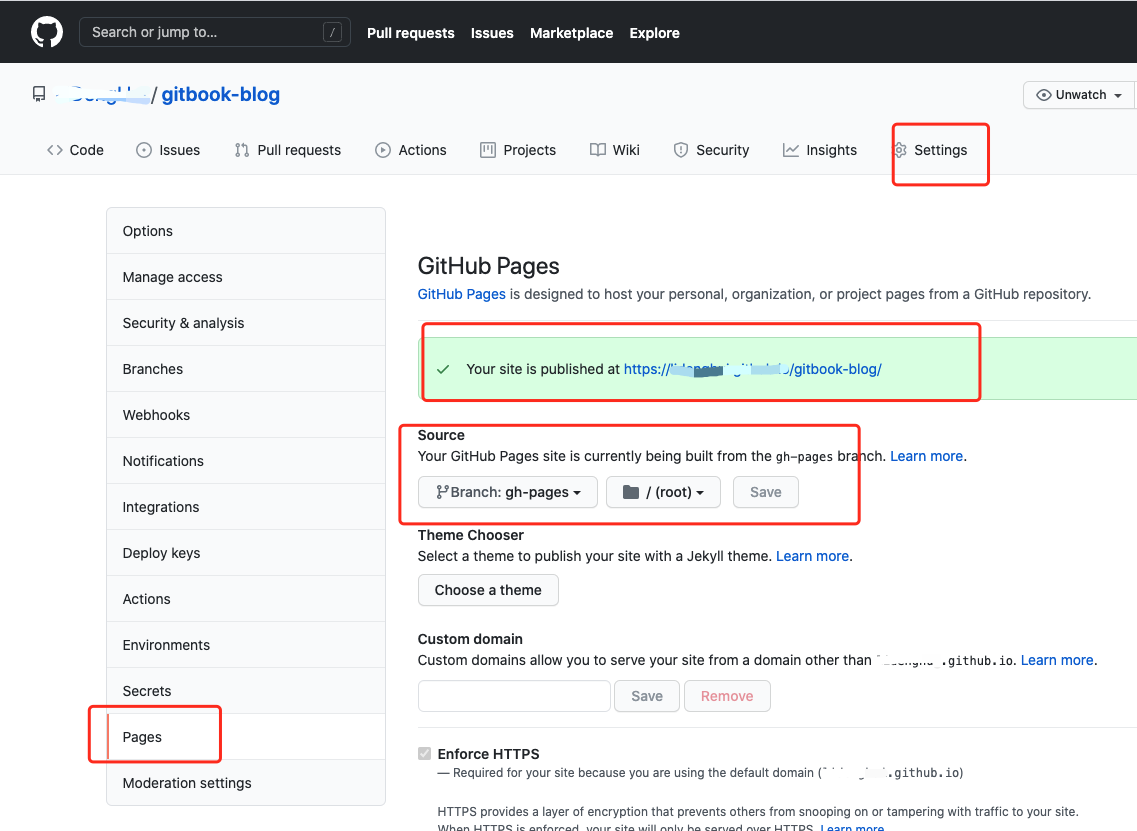 Search or jump to... /
Pull requests Issues Marketplace Explore
/ gitbook-blog
Unwatch
Code Issues Pull requests Actions Projects Wiki Security Insights Settings
Options
Manage access
Security & analysis
Branches
Webhooks
Notifications
Integrations
Deploy keys
Actions
Environments
Secrets
Pages
Moderation settings
GitHub Pages
GitHub Pages is designed to host your personal, organization, or project pages from a GitHub repository.
Your site is published at https:// /gitbook-blog/
Source
Your GitHub Pages site is currently being built from the gh-pages branch. Learn more.
Branch: gh-pages / (root) Save
Theme Chooser
Select a theme to publish your site with a Jekyll theme. Learn more.
Choose a theme
Custom domain
Custom domains allow you to serve your site from a domain other than .github.io. Learn more.
Save Remove
Enforce HTTPS
— Required for your site because you are using the default domain ( .github.io)
HTTPS provides a layer of encryption that prevents others from snooping on or tampering with traffic to your site.
When HTTPS is enforced, your site will only be served over HTTPS. Learn more